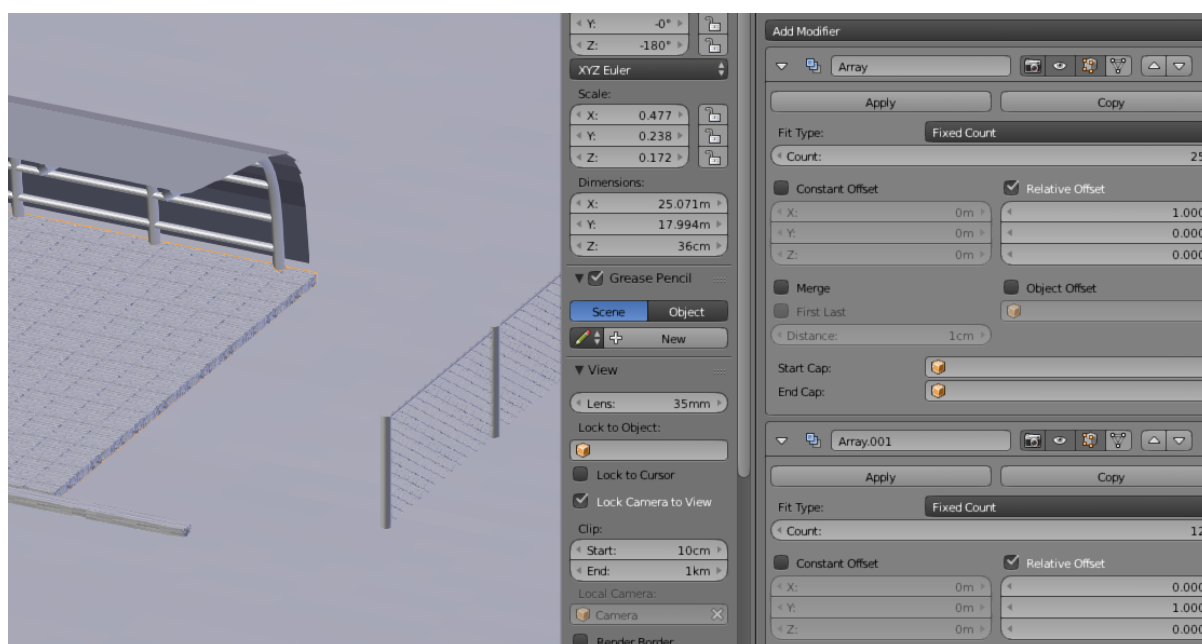 Y: -0°
Z: -180°
XYZ Euler
Scale:
X: 0.477
Y: 0.238
Z: 0.172
Dimensions:
X: 25.071m
Y: 17.994m
Z: 36cm
Grease Pencil
Scene Object
New
View
Lens: 35mm
Lock to Object:
Lock to Cursor
Lock Camera to View
Clip:
Start: 10cm
End: 1km
Local Camera:
Camera
Render Border
Add Modifier
Array
Apply Copy
Fit Type: Fixed Count
Count: 25
Constant Offset Relative Offset
X: 0m 1.000
Y: 0m 0.000
Z: 0m 0.000
Merge Object Offset
First Last
Distance: 1cm
Start Cap:
End Cap:
Array.001
Apply Copy
Fit Type: Fixed Count
Count: 12
Constant Offset Relative Offset
X: 0m 0.000
Y: 0m 1.000
Z: 0m 0.000